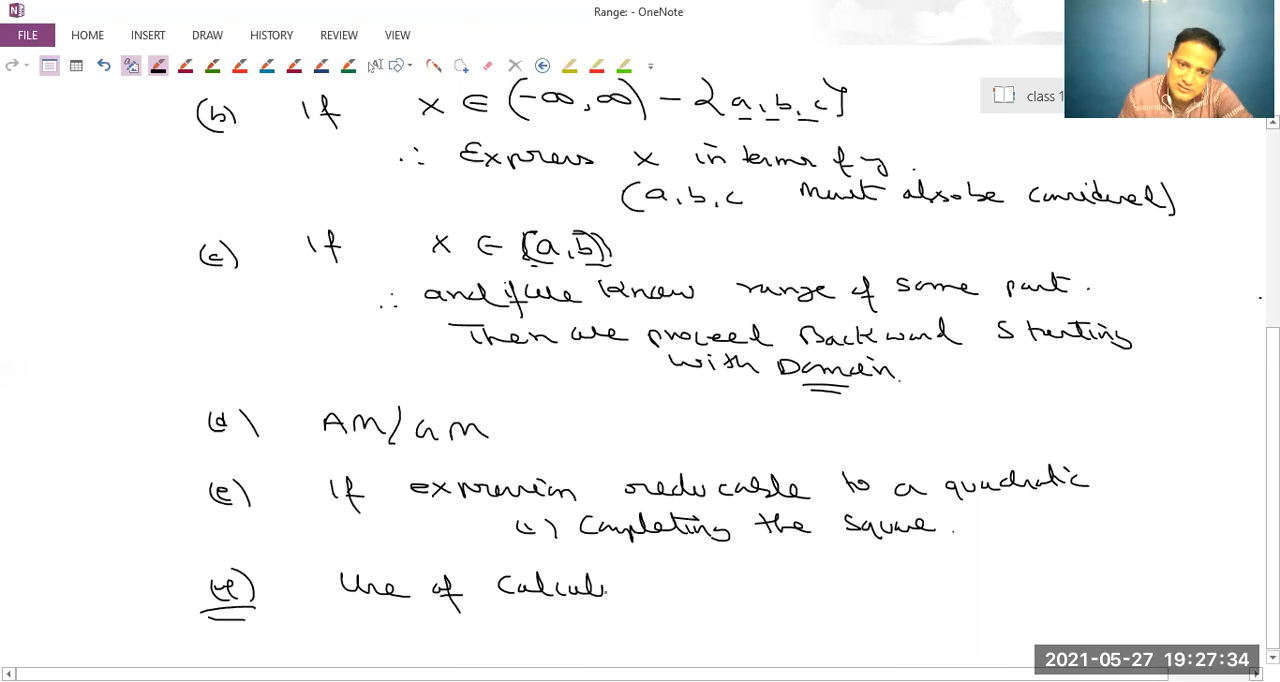 Range: - OneNote
FILE HOME INSERT DRAW HISTORY REVIEW VIEW
class 1
(b) If x ∈ (-∞, ∞) - {a, b, c}
∴ Express x in terms of y.
(a, b, c must also be considered)
(c) If x ∈ [(a, b)]
∴ and if we know range of some part.
Then we proceed Backward Starting
with Domain.
(d) AM/GM
(e) If expression reducable to a quadratic
(i) Completing the square.
(f) Use of Calcul
2021-05-27 19:27:34